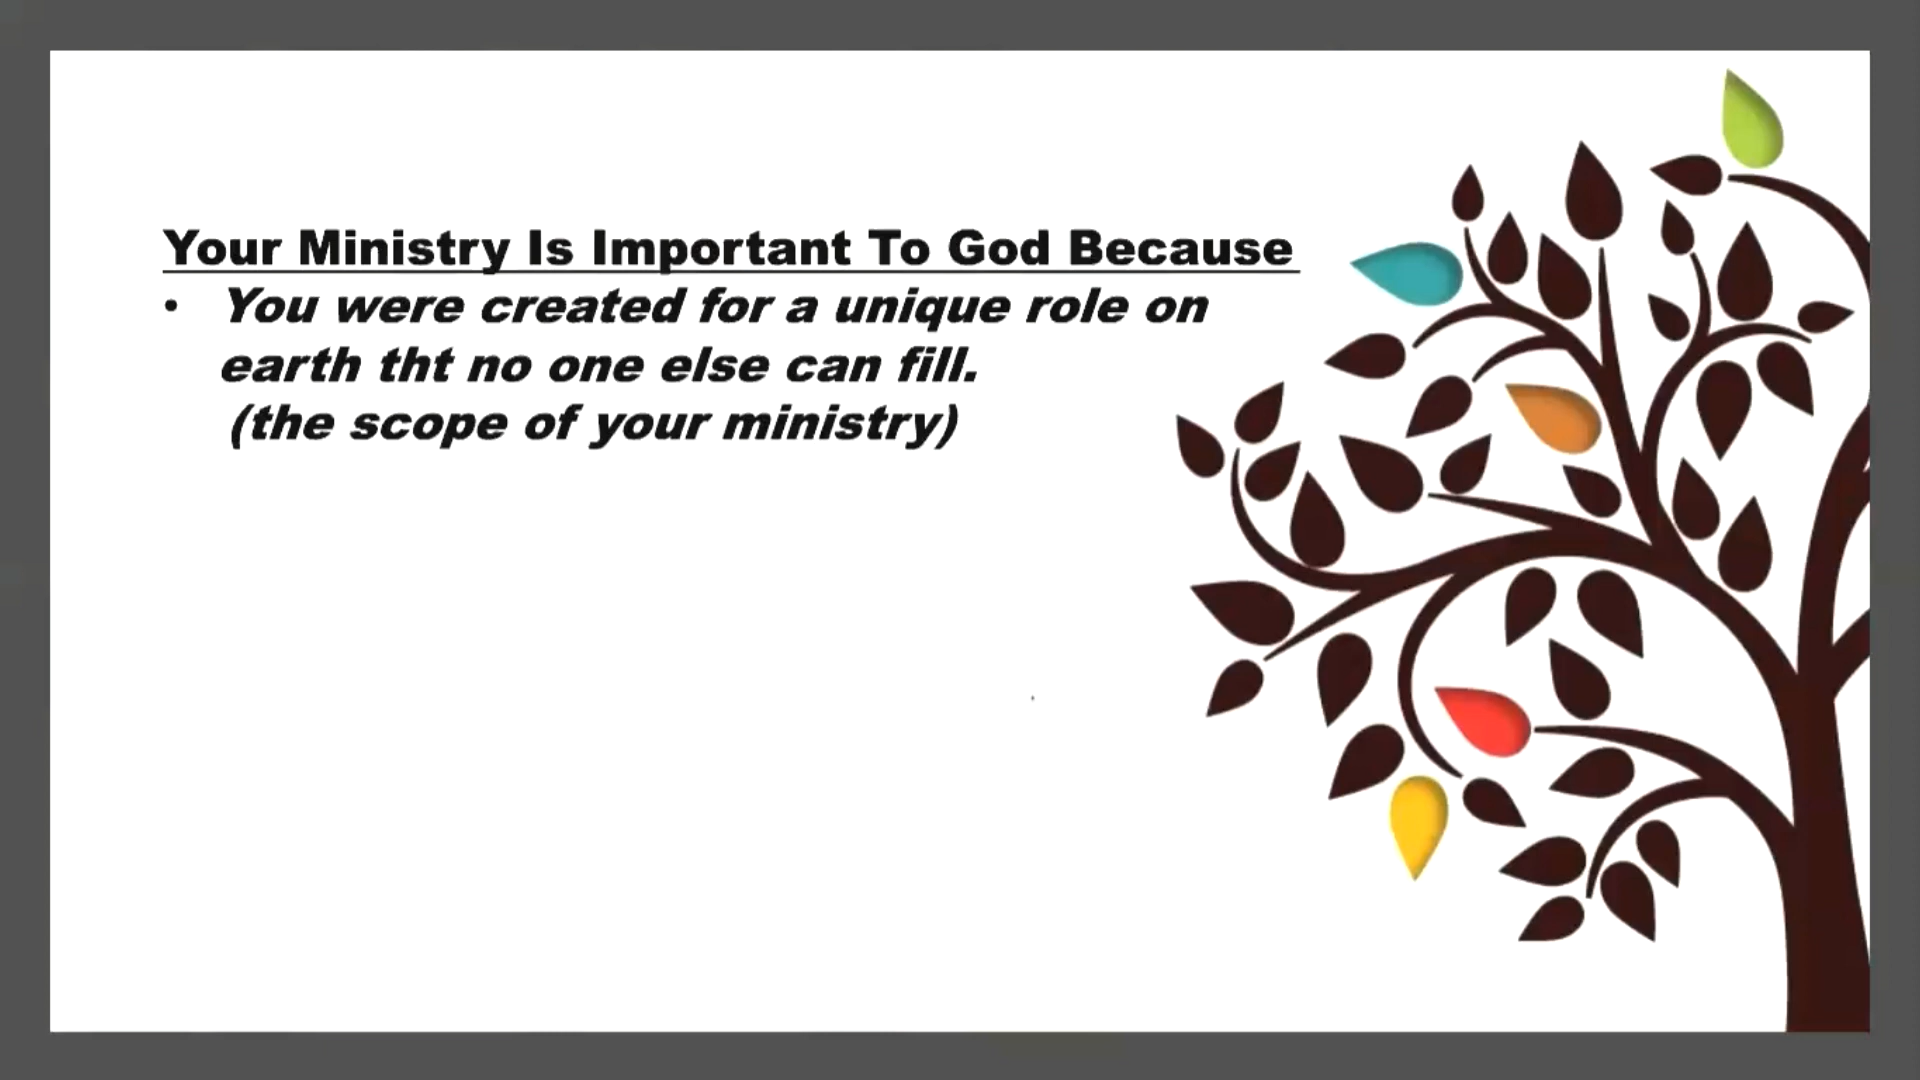 Your Ministry Is Important To God Because
• You were created for a unique role on
earth tht no one else can fill.
(the scope of your ministry)